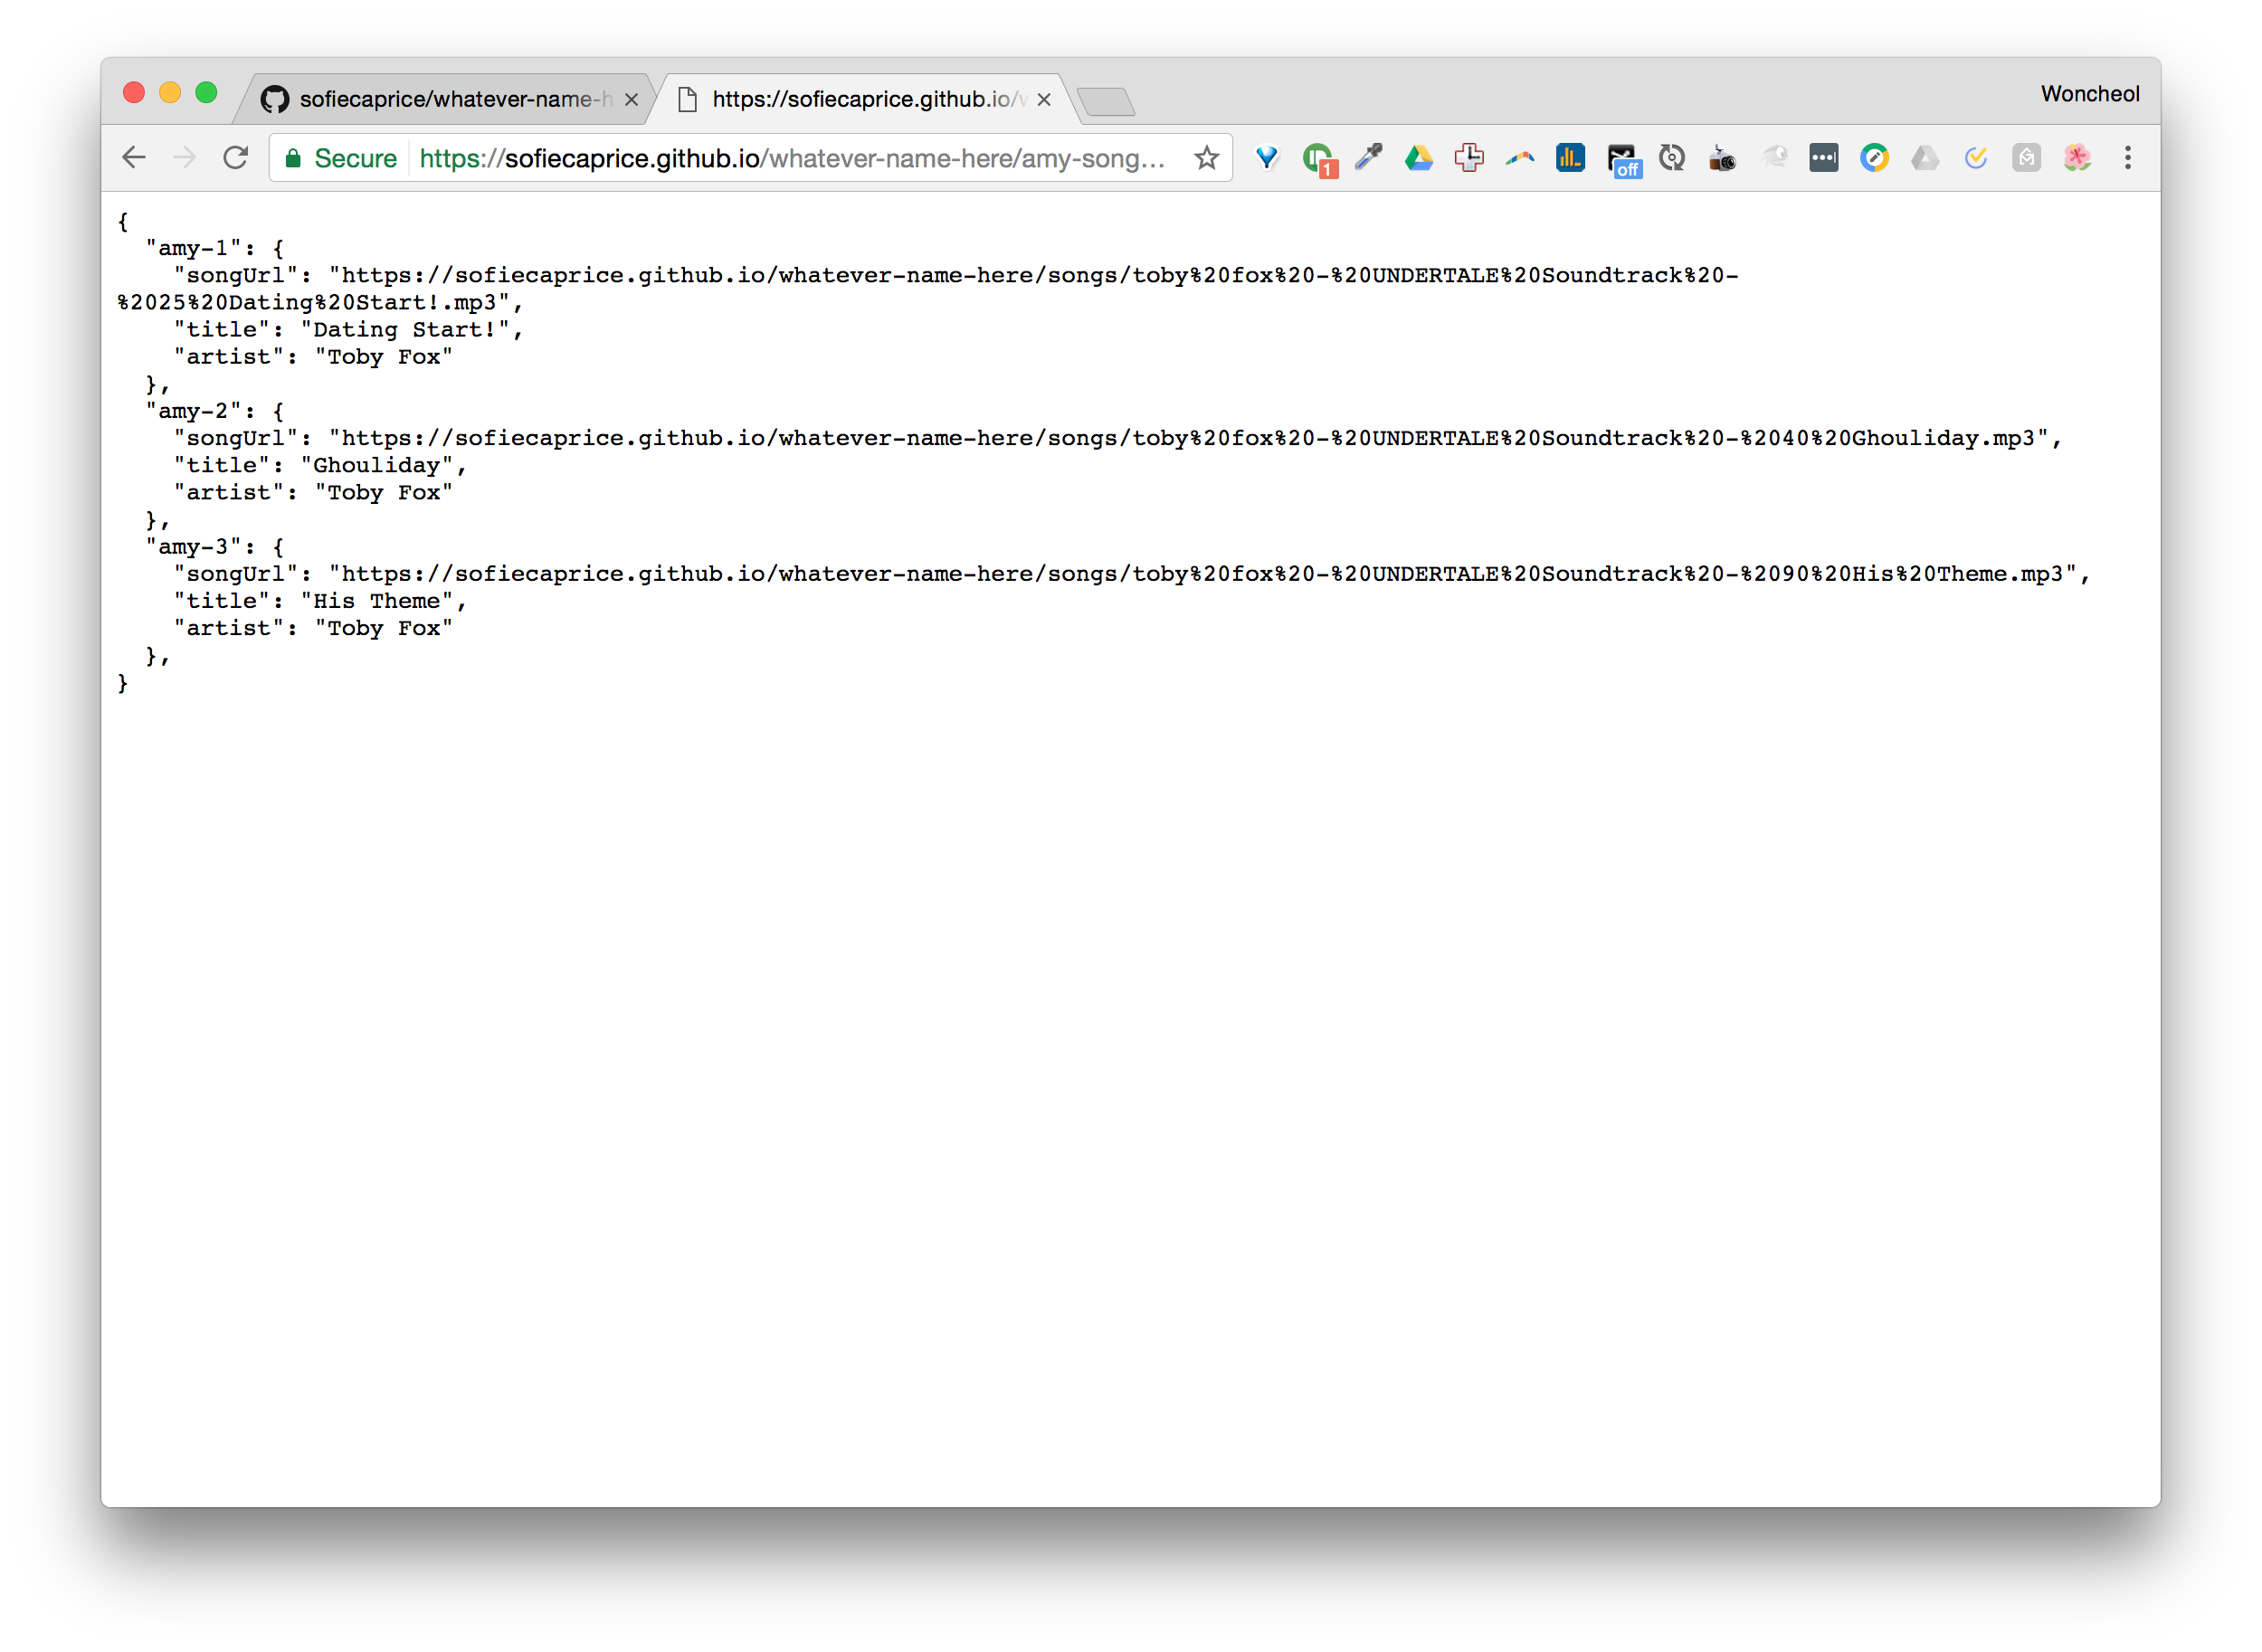 sofiecaprice/whatever-name-h
https://sofiecaprice.github.io/w
Woncheol
Secure https://sofiecaprice.github.io/whatever-name-here/amy-song...
1
off
{
  "amy-1": {
    "songUrl": "https://sofiecaprice.github.io/whatever-name-here/songs/toby%20fox%20-%20UNDERTALE%20Soundtrack%20-
%2025%20Dating%20Start!.mp3",
    "title": "Dating Start!",
    "artist": "Toby Fox"
  },
  "amy-2": {
    "songUrl": "https://sofiecaprice.github.io/whatever-name-here/songs/toby%20fox%20-%20UNDERTALE%20Soundtrack%20-%2040%20Ghouliday.mp3",
    "title": "Ghouliday",
    "artist": "Toby Fox"
  },
  "amy-3": {
    "songUrl": "https://sofiecaprice.github.io/whatever-name-here/songs/toby%20fox%20-%20UNDERTALE%20Soundtrack%20-%2090%20His%20Theme.mp3",
    "title": "His Theme",
    "artist": "Toby Fox"
  },
}